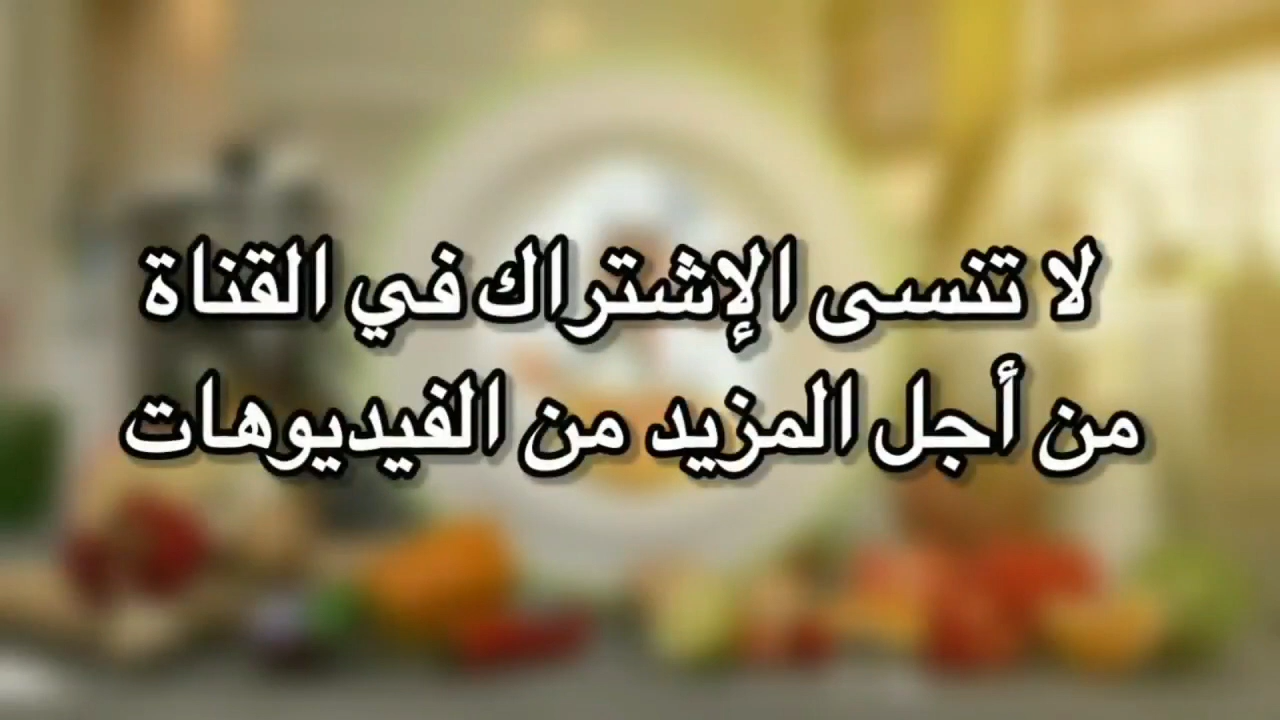 لا تنسى الإشتراك في القناة
من أجل المزيد من الفيديوهات